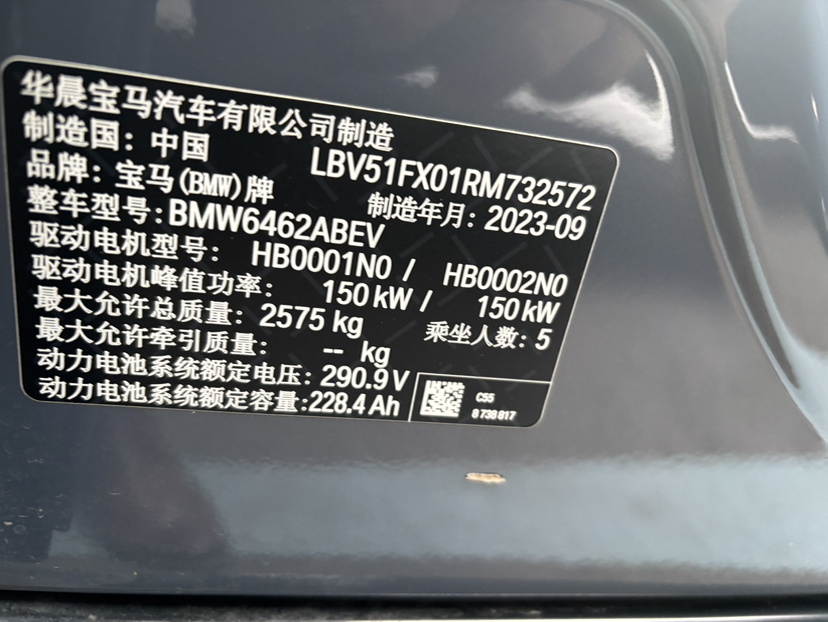 华晨宝马汽车有限公司制造
制造国：中国
LBV51FX01RM732572
品牌：宝马(BMW)牌
制造年月：2023-09
整车型号：BMW6462ABEV
驱动电机型号： HB0001N0 / HB0002N0
驱动电机峰值功率： 150 kW / 150 kW
最大允许总质量：2575 kg
乘坐人数：5
最大允许牵引质量： -- kg
动力电池系统额定电压：290.9 V
动力电池系统额定容量：228.4 Ah
C55
8 738 817